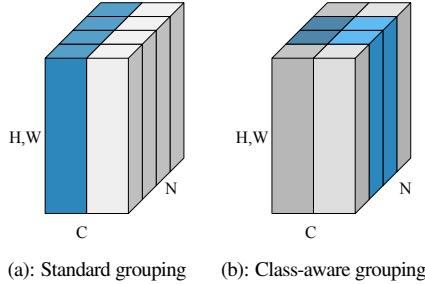 H,W
N
C
H,W
N
C
(a): Standard grouping
(b): Class-aware grouping